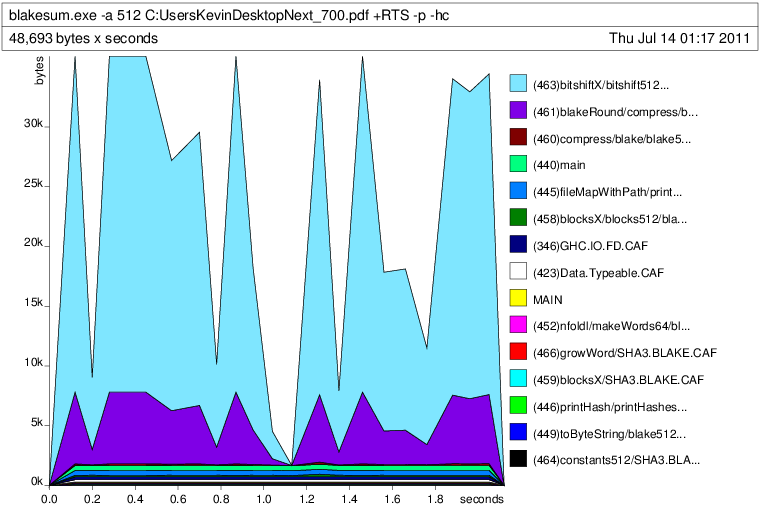 blakesum.exe -a 512 C:UsersKevinDesktopNext_700.pdf +RTS -p -hc
48,693 bytes x seconds
Thu Jul 14 01:17 2011
bytes
30k
25k
20k
15k
10k
5k
0k
0.0 0.2 0.4 0.6 0.8 1.0 1.2 1.4 1.6 1.8 seconds
(463)bitshiftX/bitshift512...
(461)blakeRound/compress/b...
(460)compress/blake/blake5...
(440)main
(445)fileMapWithPath/print...
(458)blocksX/blocks512/bla...
(346)GHC.IO.FD.CAF
(423)Data.Typeable.CAF
MAIN
(452)nfoldl/makeWords64/bl...
(466)growWord/SHA3.BLAKE.CAF
(459)blocksX/SHA3.BLAKE.CAF
(446)printHash/printHashes...
(449)toByteString/blake512...
(464)constants512/SHA3.BLA...